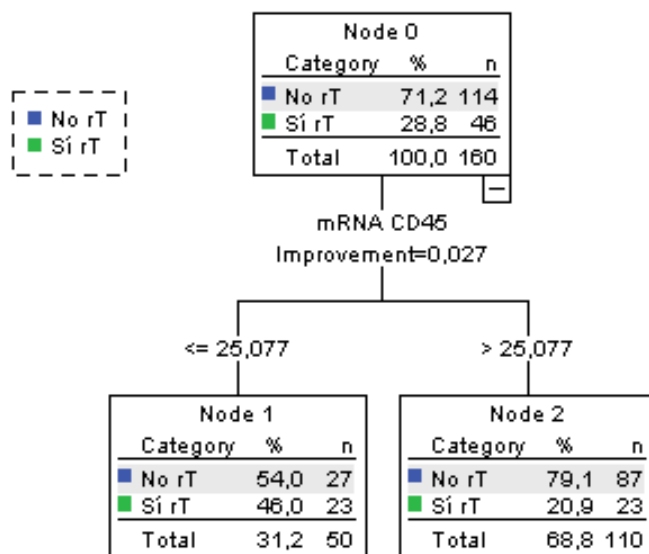 No rT
Sí rT
Node 0
Category % n
No rT 71,2 114
Sí rT 28,8 46
Total 100,0 160
mRNA CD45
Improvement=0,027
<= 25,077
> 25,077
Node 1
Category % n
No rT 54,0 27
Sí rT 46,0 23
Total 31,2 50
Node 2
Category % n
No rT 79,1 87
Sí rT 20,9 23
Total 68,8 110